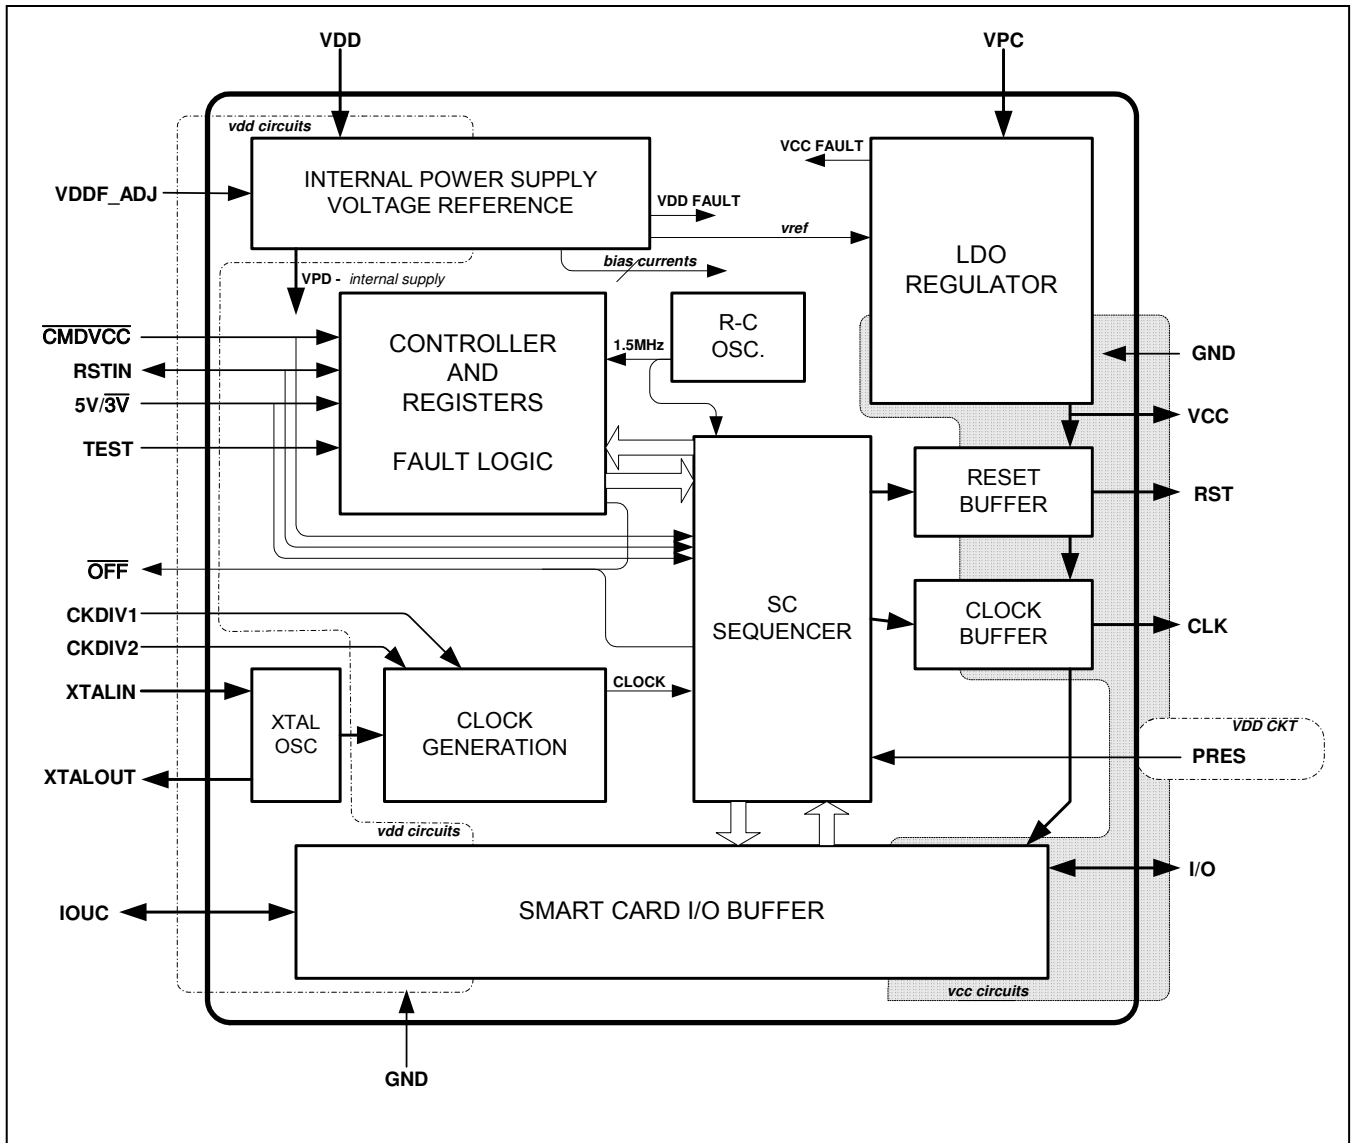 VDD
VPC
vdd circuits
VCC FAULT
INTERNAL POWER SUPPLY
VOLTAGE REFERENCE
VDDF_ADJ
VDD FAULT
vref
LDO
REGULATOR
bias currents
VPD - internal supply
R-C
OSC.
C̅M̅D̅V̅C̅C̅
CONTROLLER
AND
REGISTERS
FAULT LOGIC
1.5MHz
GND
RSTIN
5V/3̅V̅
VCC
TEST
RESET
BUFFER
RST
O̅F̅F̅
SC
SEQUENCER
CLOCK
BUFFER
CLK
CKDIV1
CKDIV2
XTALIN
XTAL
OSC
CLOCK
GENERATION
CLOCK
VDD CKT
PRES
XTALOUT
vdd circuits
I/O
IOUC
SMART CARD I/O BUFFER
vcc circuits
GND